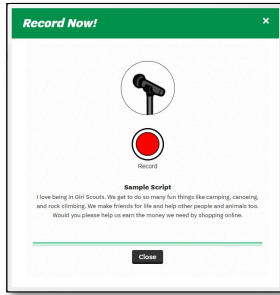 Record Now!
×
Record
Sample Script
I love being in Girl Scouts. We get to do so many fun things like camping, canoeing,
and rock climbing. We make friends for life and help other people and animals too.
Would you please help us earn the money we need by shopping online.
Close